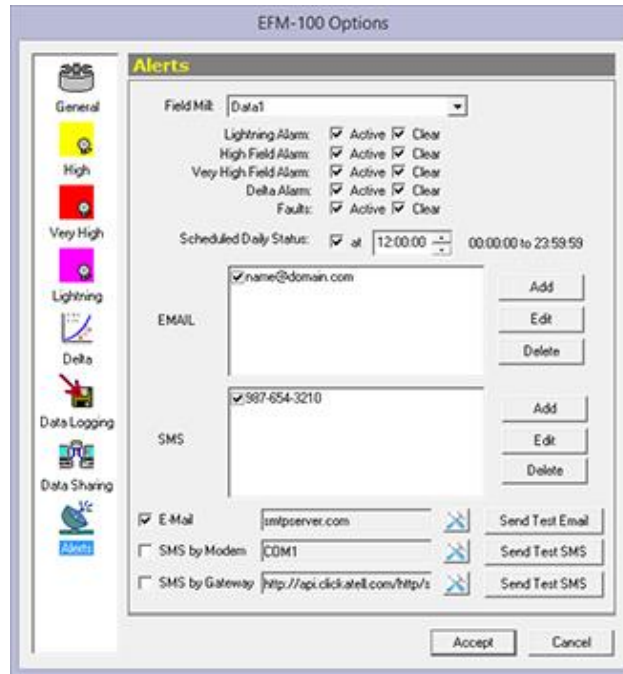 EFM-100 Options
General
High
Very High
Lightning
Delta
Data Logging
Data Sharing
Alerts
Alerts
Field Mill: Data1
Lightning Alarm: Active Clear
High Field Alarm: Active Clear
Very High Field Alarm: Active Clear
Delta Alarm: Active Clear
Faults: Active Clear
Scheduled Daily Status: at 12:00:00 00:00:00 to 23:59:59
EMAIL
name@domain.com
Add
Edit
Delete
SMS
987-654-3210
Add
Edit
Delete
E-Mail smtpserver.com Send Test Email
SMS by Modem COM1 Send Test SMS
SMS by Gateway http://api.clickatell.com/http/s Send Test SMS
Accept Cancel